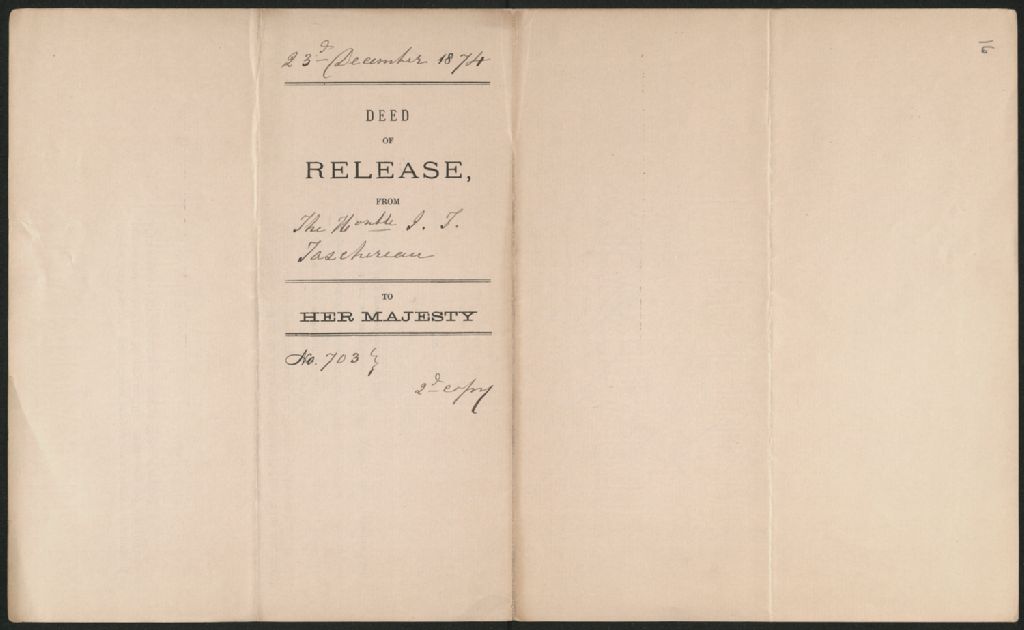 23d December 1874
DEED
OF
RELEASE,
FROM
The Honble J. T.
Taschereau
TO
HER MAJESTY
No. 703
2d copy